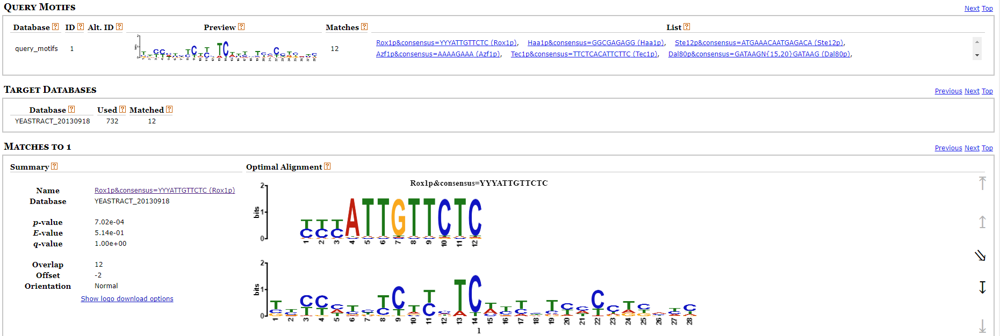 QUERY MOTIFS
Next Top
Database ? ID ? Alt. ID ? Preview ? Matches ? List ?
query_motifs 1 12
Rox1p&consensus=YYYATTGTTCTC (Rox1p), Haa1p&consensus=GGCGAGAGG (Haa1p), Ste12p&consensus=ATGAAACAATGAGACA (Ste12p),
Azf1p&consensus=AAAAGAAA (Azf1p), Tec1p&consensus=TTCTCACATTCTTC (Tec1p), Dal80p&consensus=GATAAGN{15,20}GATAAG (Dal80p),
TARGET DATABASES
Previous Next Top
Database ? Used ? Matched ?
YEASTRACT_20130918 732 12
MATCHES TO 1
Previous Next Top
Summary ?
Name Rox1p&consensus=YYYATTGTTCTC (Rox1p)
Database YEASTRACT_20130918
p-value 7.02e-04
E-value 5.14e-01
q-value 1.00e+00
Overlap 12
Offset -2
Orientation Normal
Show logo download options
Optimal Alignment ?
Rox1p&consensus=YYYATTGTTCTC
2
bits
1
0
TTTATTGTTCTC
CCC
1 2 3 4 5 6 7 8 9 10 11 12
2
bits
1
0
1 2 3 4 5 6 7 8 9 10 11 12 13 14 15 16 17 18 19 20 21 22 23 24 25 26 27 28
1